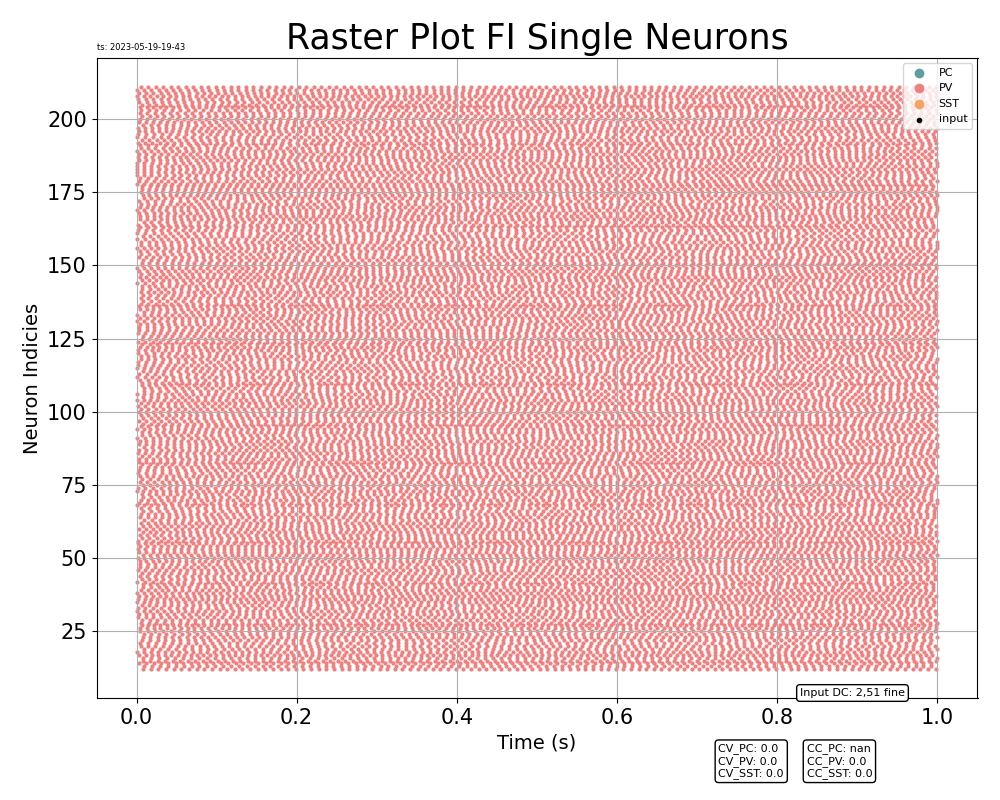 Raster Plot FI Single Neurons
ts: 2023-05-19-19-43
PC
PV
SST
input
200
175
150
125
100
75
50
25
Neuron Indicies
Input DC: 2,51 fine
0.0 0.2 0.4 0.6 0.8 1.0
Time (s)
CV_PC: 0.0
CV_PV: 0.0
CV_SST: 0.0
CC_PC: nan
CC_PV: 0.0
CC_SST: 0.0